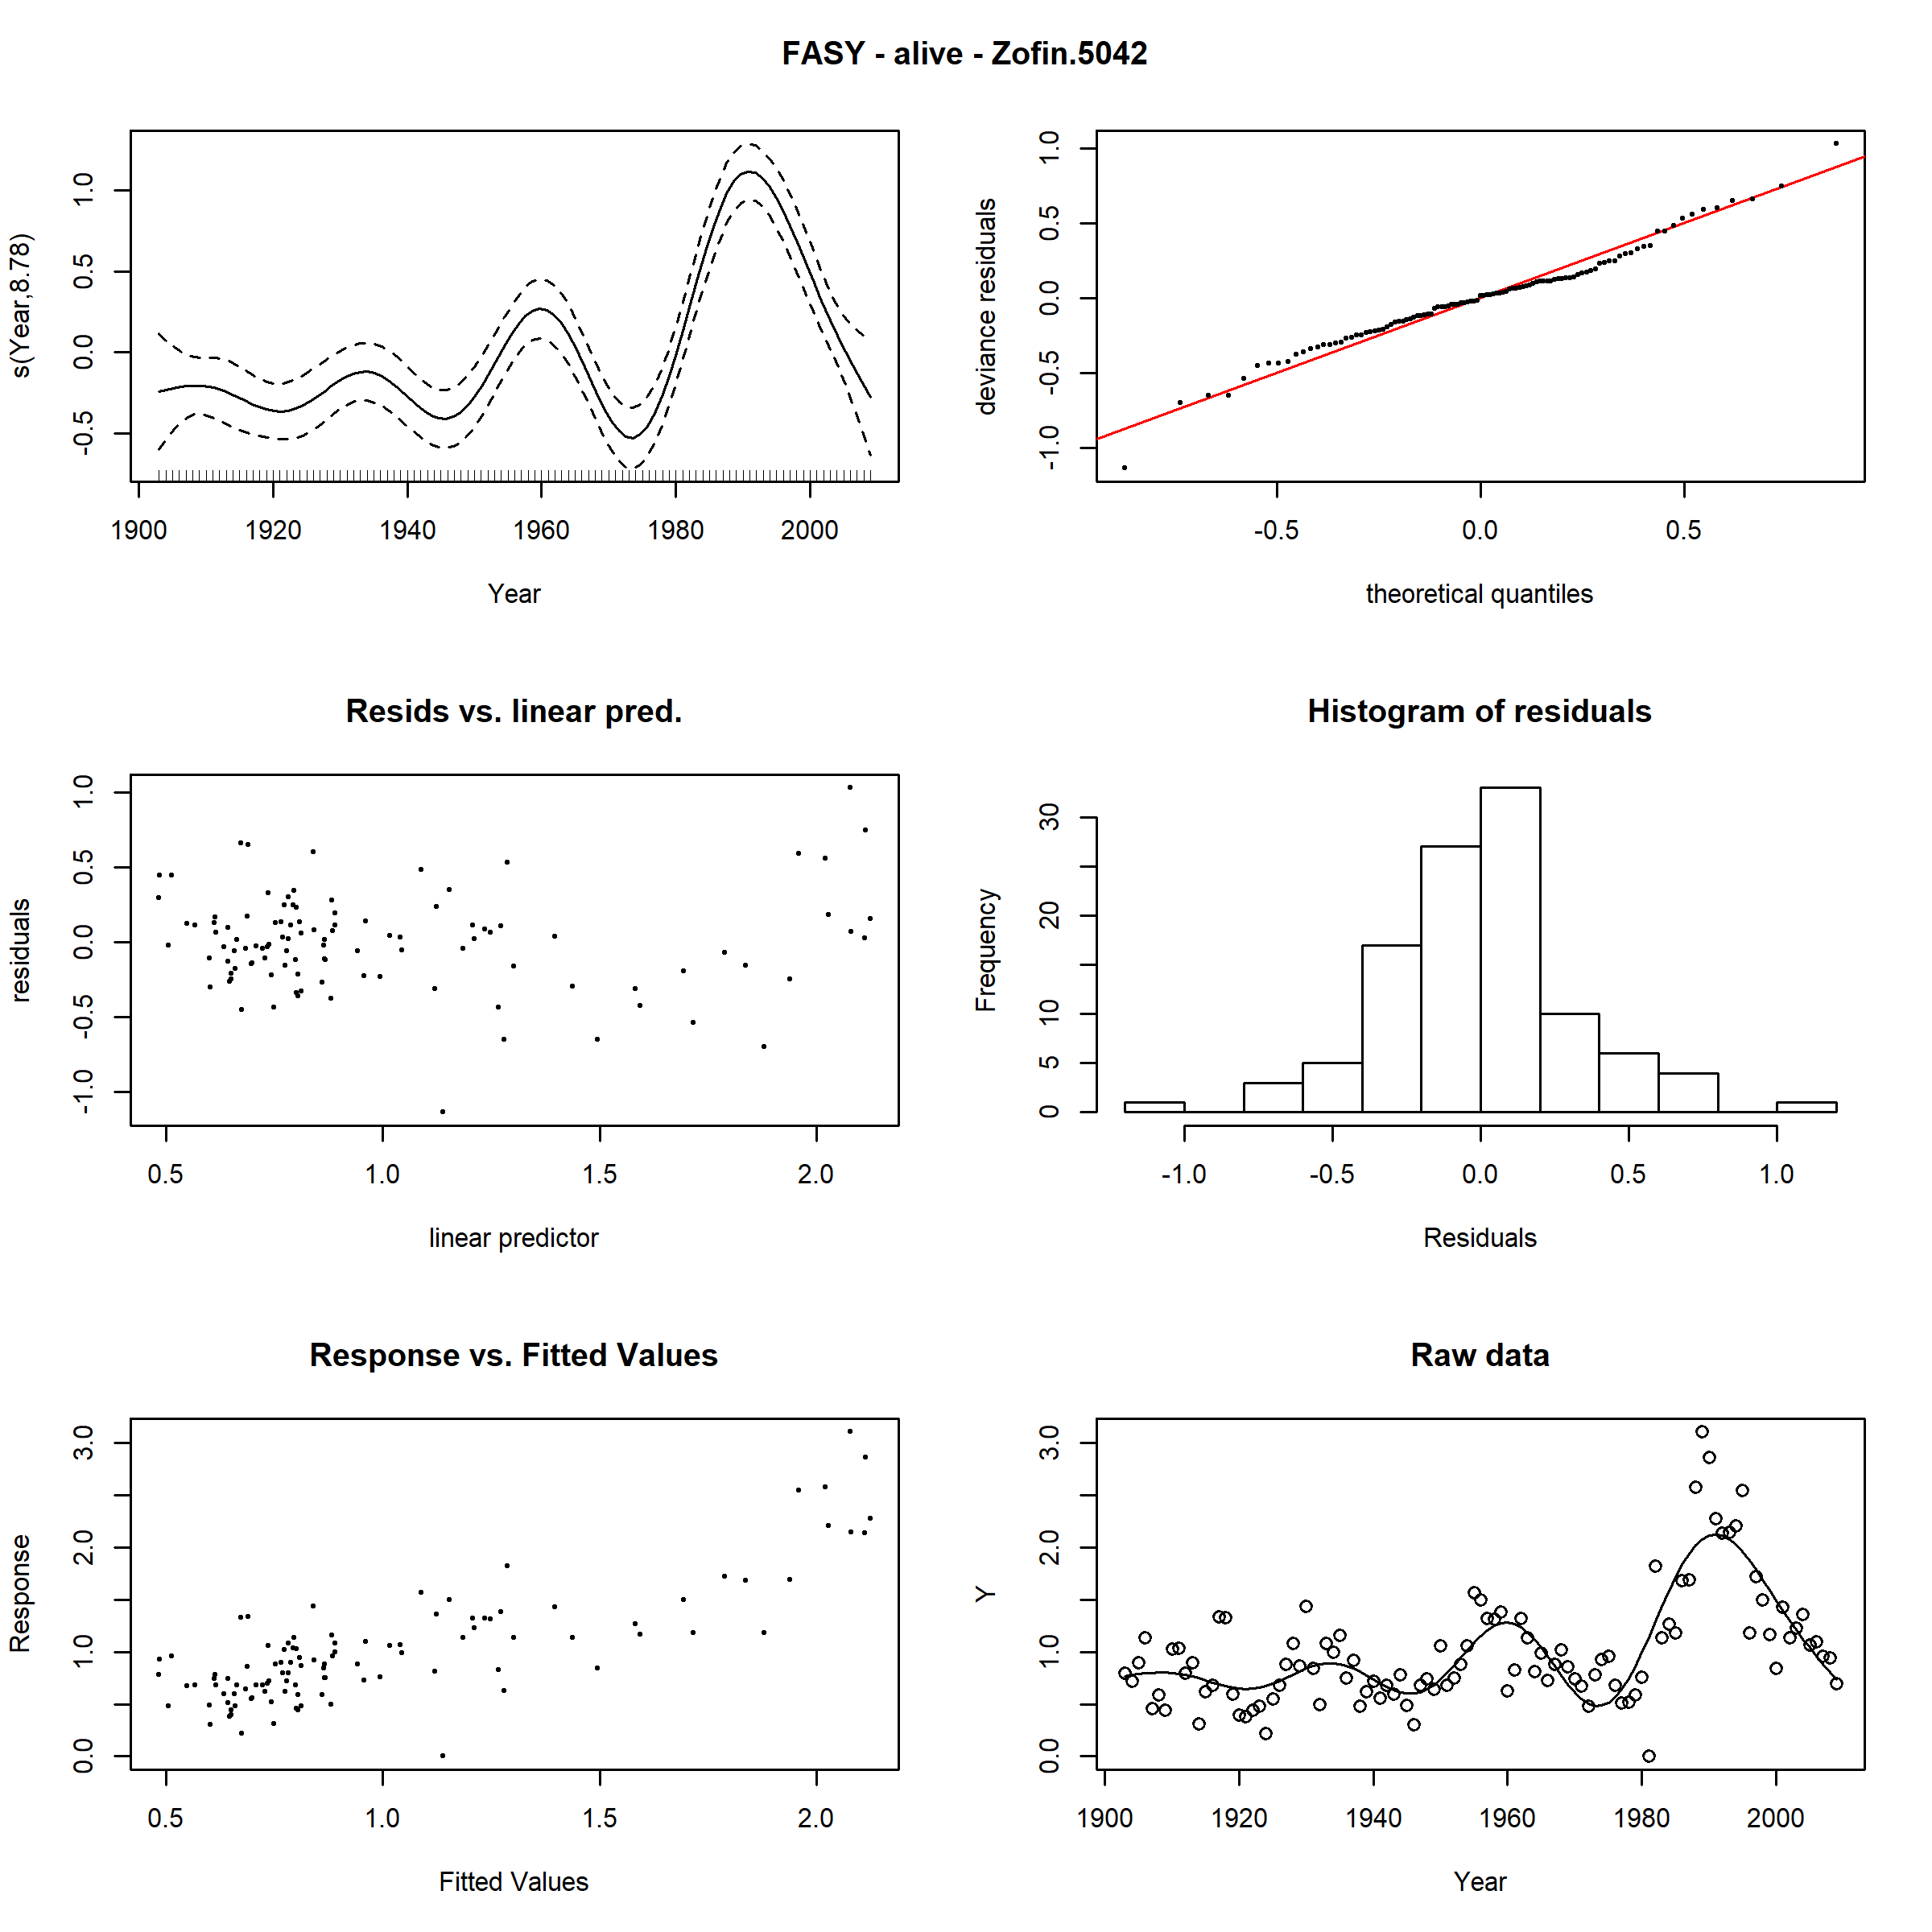 FASY - alive - Zofin.5042
s(Year,8.78)
-0.5 0.0 0.5 1.0
1900 1920 1940 1960 1980 2000
Year
deviance residuals
-1.0 -0.5 0.0 0.5 1.0
-0.5 0.0 0.5
theoretical quantiles
Resids vs. linear pred.
residuals
-1.0 -0.5 0.0 0.5 1.0
0.5 1.0 1.5 2.0
linear predictor
Histogram of residuals
Frequency
0 5 10 20 30
-1.0 -0.5 0.0 0.5 1.0
Residuals
Response vs. Fitted Values
Response
0.0 1.0 2.0 3.0
0.5 1.0 1.5 2.0
Fitted Values
Raw data
Y
0.0 1.0 2.0 3.0
1900 1920 1940 1960 1980 2000
Year